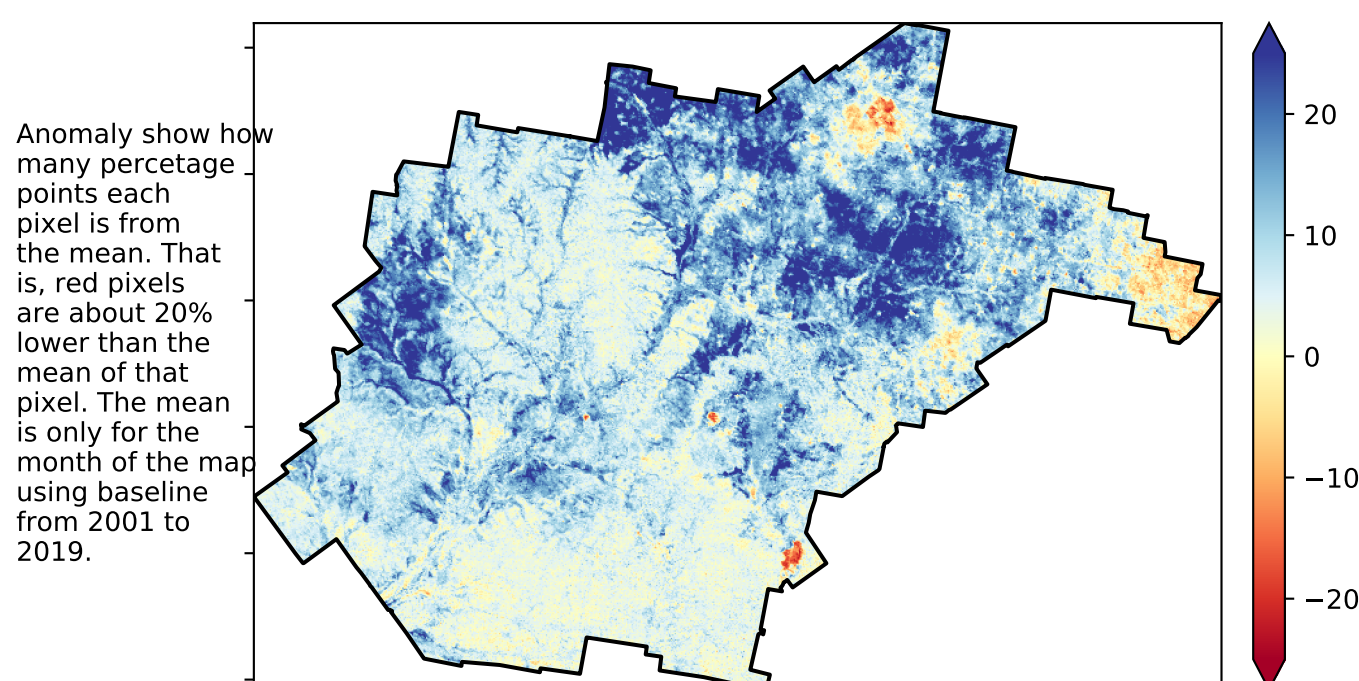 Anomaly show how
many percetage
points each
pixel is from
the mean. That
is, red pixels
are about 20%
lower than the
mean of that
pixel. The mean
is only for the
month of the map
using baseline
from 2001 to
2019.
20
10
0
−10
−20